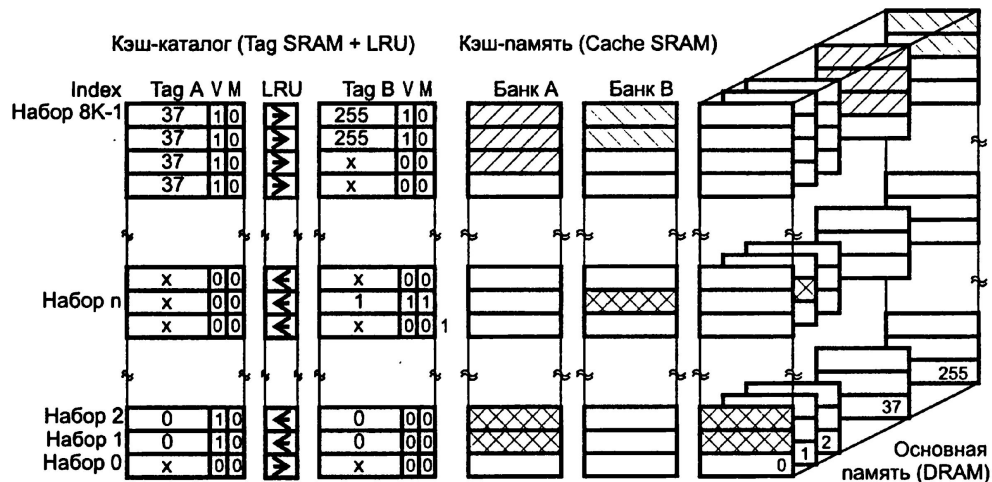 Кэш-каталог (Tag SRAM + LRU) Кэш-память (Cache SRAM)
Index Tag A V M LRU Tag B V M Банк A Банк B
Набор 8K-1 37 1 0 255 1 0
37 1 0 255 1 0
37 1 0 x 0 0
37 1 0 x 0 0
x 0 0 x 0 0
Набор n x 0 0 1 1 1
x 0 0 x 0 0 1
255
37
Набор 2 0 1 0 0 0 0
Набор 1 0 1 0 0 0 0 2
Набор 0 x 0 0 x 0 0 0 1
Основная
память (DRAM)